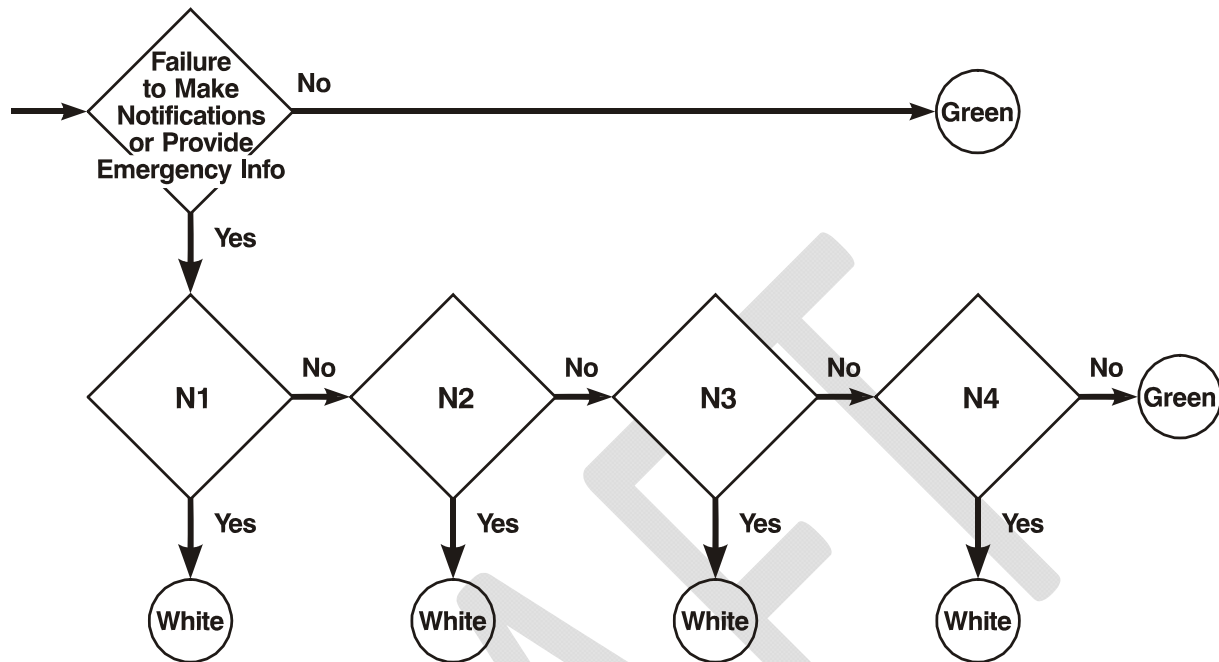 Failure
to Make
Notifications
or Provide
Emergency Info
No
Green
Yes
N1
No
N2
No
N3
No
N4
No
Green
Yes
Yes
Yes
Yes
White
White
White
White